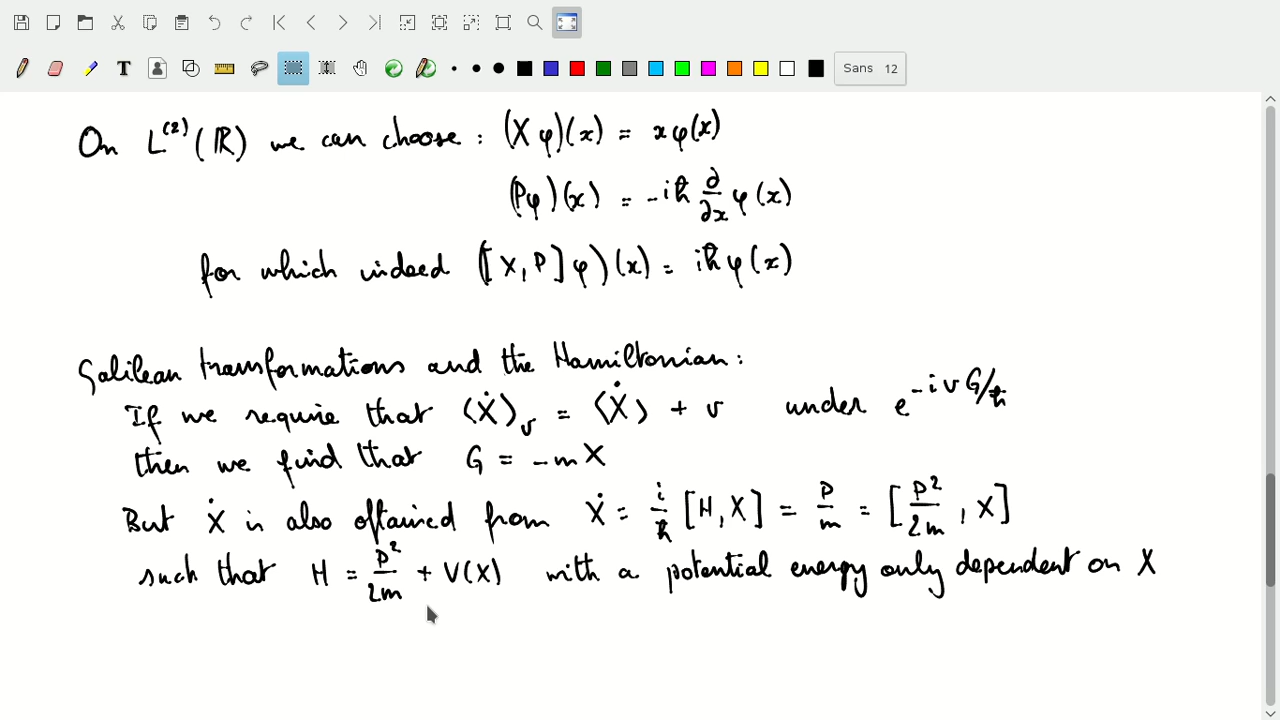 Sans 12
On L⁽²⁾(ℝ) we can choose : (Xφ)(x) = xφ(x)
(Pφ)(x) = -iħ ∂/∂x φ(x)
for which indeed ([X,P]φ)(x) = iħφ(x)
Galilean transformations and the Hamiltonian :
If we require that ⟨Ẋ⟩ᵥ = ⟨Ẋ⟩ + v under e^{-ivG/ħ}
then we find that G = -mX
But Ẋ is also obtained from Ẋ = i/ħ [H,X] = P/m = [P²/2m , X]
such that H = P²/2m + V(X) with a potential energy only dependent on X